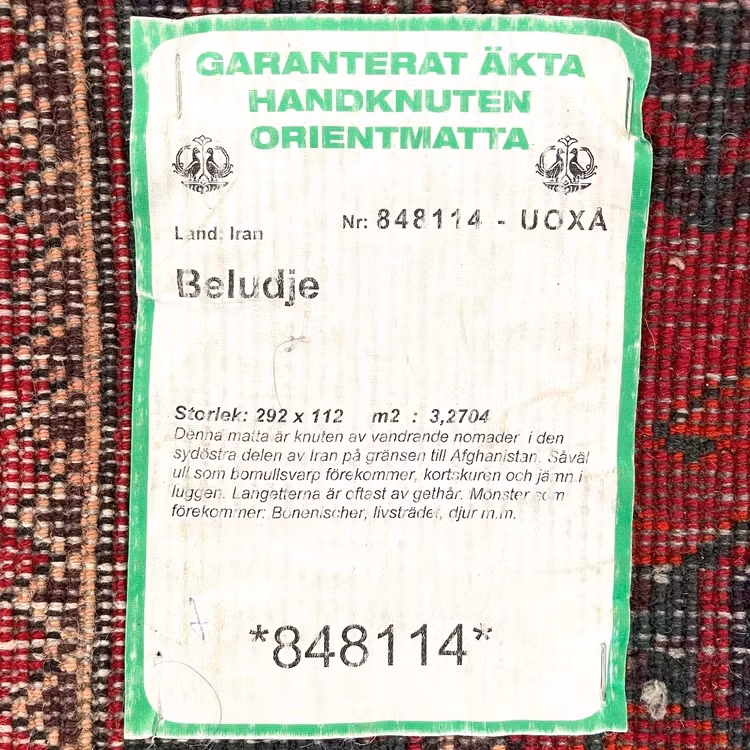 GARANTERAT ÄKTA
HANDKNUTEN
ORIENTMATTA
Nr: 848114 - UOXÅ
Land: Iran
Beludje
Storlek: 292 x 112 m2 : 3,2704
Denna matta är knuten av vandrande nomader i den
sydöstra delen av Iran på gränsen till Afghanistan. Såväl
ull som bomullsvarp förekommer, kortskuren och jämn i
luggen. Langetterna är oftast av gethår. Mönster som
förekommer: Bönenischer, livsträdet, djur m.m.
*848114*